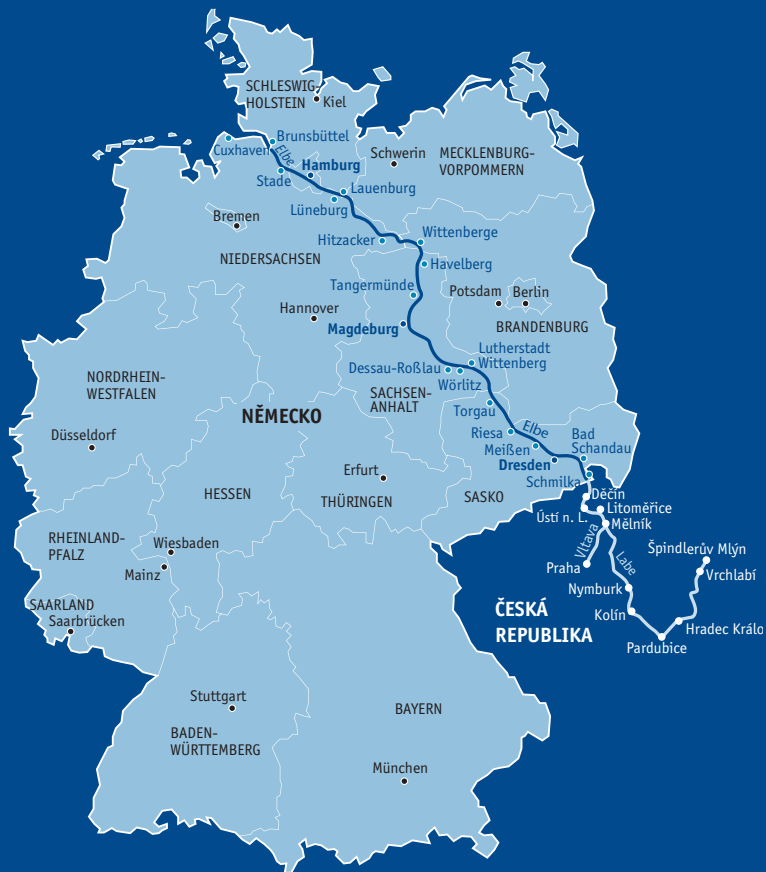 SCHLESWIG-
HOLSTEIN
Kiel
Brunsbüttel
Cuxhaven
Elbe
Hamburg
Stade
Schwerin
MECKLENBURG-
VORPOMMERN
Lauenburg
Lüneburg
Bremen
Hitzacker
Wittenberge
NIEDERSACHSEN
Havelberg
Tangermünde
Potsdam
Berlin
Hannover
Magdeburg
BRANDENBURG
Lutherstadt
Wittenberg
Dessau-Roßlau
Wörlitz
NORDRHEIN-
WESTFALEN
SACHSEN-
ANHALT
Torgau
NĚMECKO
Düsseldorf
Riesa
Elbe
Bad
Schandau
Meißen
Dresden
Erfurt
Schmilka
HESSEN
THÜRINGEN
SASKO
Děčín
Litoměřice
Ústí n. L.
Mělník
RHEINLAND-
PFALZ
Wiesbaden
Vltava
Labe
Špindlerův Mlýn
Mainz
Praha
Vrchlabí
Nymburk
SAARLAND
Saarbrücken
ČESKÁ
REPUBLIKA
Kolín
Hradec Králo
Pardubice
Stuttgart
BAYERN
BADEN-
WÜRTTEMBERG
München